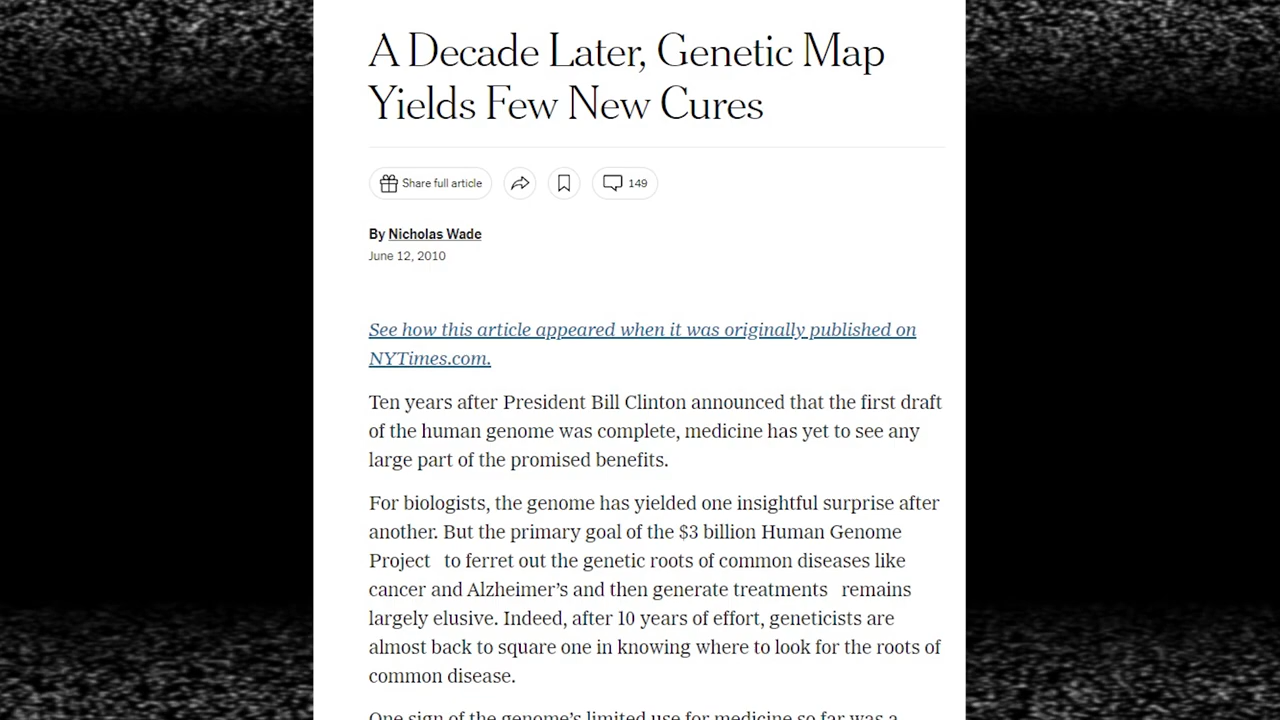 A Decade Later, Genetic Map
Yields Few New Cures
Share full article
149
By Nicholas Wade
June 12, 2010
See how this article appeared when it was originally published on
NYTimes.com.
Ten years after President Bill Clinton announced that the first draft
of the human genome was complete, medicine has yet to see any
large part of the promised benefits.
For biologists, the genome has yielded one insightful surprise after
another. But the primary goal of the $3 billion Human Genome
Project   to ferret out the genetic roots of common diseases like
cancer and Alzheimer’s and then generate treatments   remains
largely elusive. Indeed, after 10 years of effort, geneticists are
almost back to square one in knowing where to look for the roots of
common disease.
One sign of the genome’s limited use for medicine so far was a